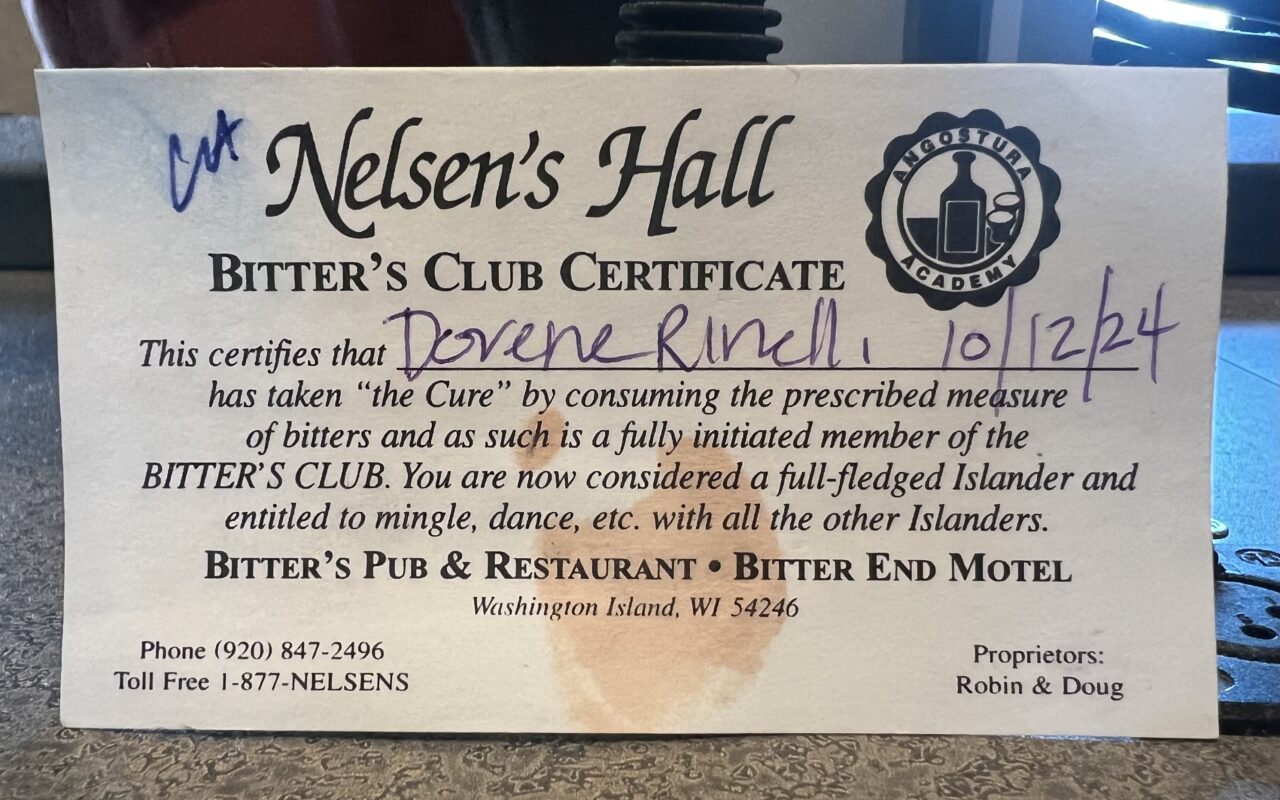 Nelsen's Hall
ANGOSTURA
ACADEMY
BITTER'S CLUB CERTIFICATE
This certifies that Dorene Rinelli 10/12/24
has taken "the Cure" by consuming the prescribed measure
of bitters and as such is a fully initiated member of the
BITTER'S CLUB. You are now considered a full-fledged Islander and
entitled to mingle, dance, etc. with all the other Islanders.
BITTER'S PUB & RESTAURANT • BITTER END MOTEL
Washington Island, WI 54246
Phone (920) 847-2496
Toll Free 1-877-NELSENS
Proprietors:
Robin & Doug